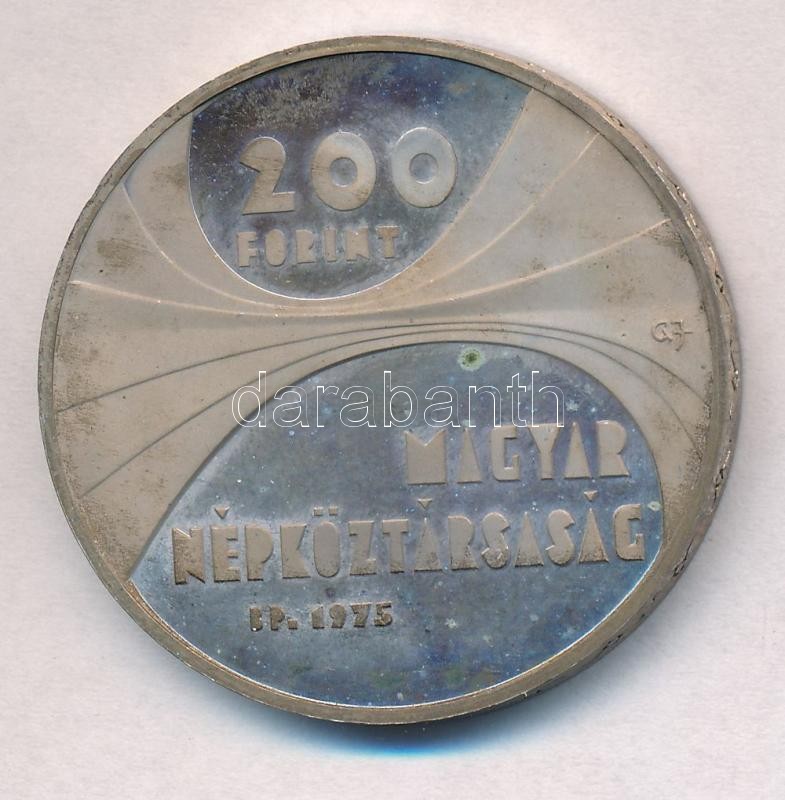 200
FORINT
darabanth
MAGYAR
NÉPKÖZTÁRSASÁG
BP. 1975